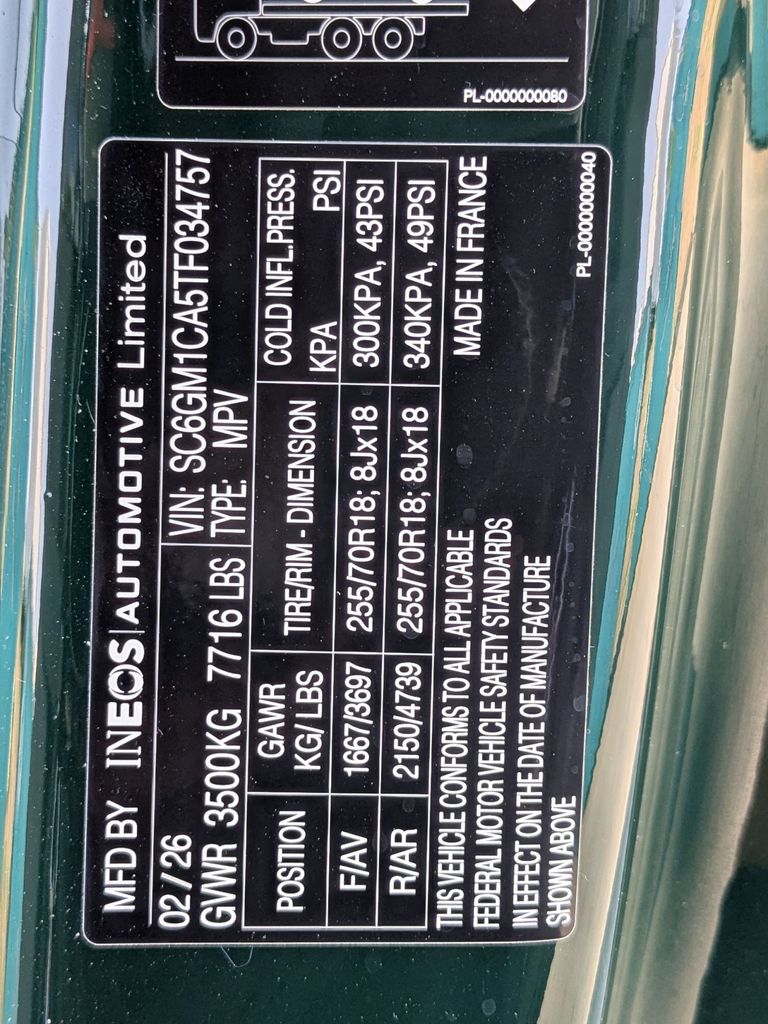 PL-0000000080
MFD BY INEOS | AUTOMOTIVE Limited
02 / 26 VIN: SC6GM1CA5TF034757
GVWR 3500KG 7716 LBS TYPE: MPV
POSITION GAWR KG/LBS TIRE/RIM - DIMENSION COLD INFL.PRESS. KPA PSI
F/AV 1667/3697 255/70R18; 8Jx18 300KPA, 43PSI
R/AR 2150/4739 255/70R18; 8Jx18 340KPA, 49PSI
THIS VEHICLE CONFORMS TO ALL APPLICABLE MADE IN FRANCE
FEDERAL MOTOR VEHICLE SAFETY STANDARDS
IN EFFECT ON THE DATE OF MANUFACTURE
SHOWN ABOVE
PL-0000000040